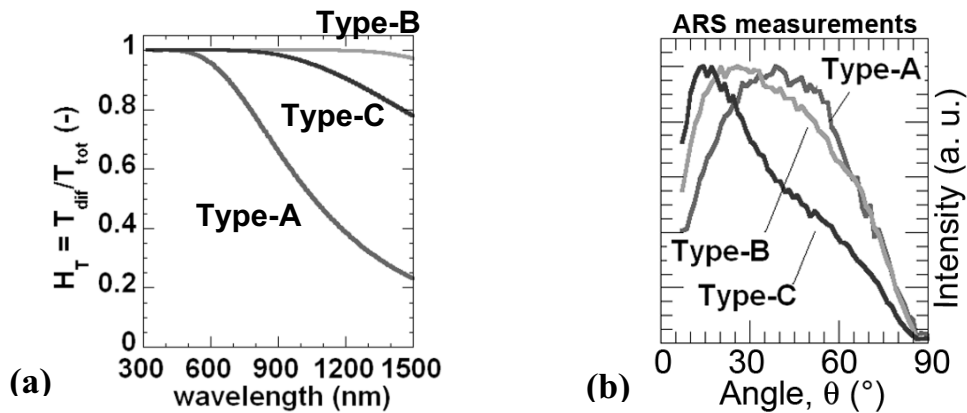 Type-B
1
0.8
0.6
0.4
0.2
0
H_T = T_dif/T_tot (-)
Type-C
Type-A
300 600 900 1200 1500
wavelength (nm)
(a)
ARS measurements
Type-A
Type-B
Type-C
Intensity (a. u.)
0 30 60 90
Angle, θ (°)
(b)